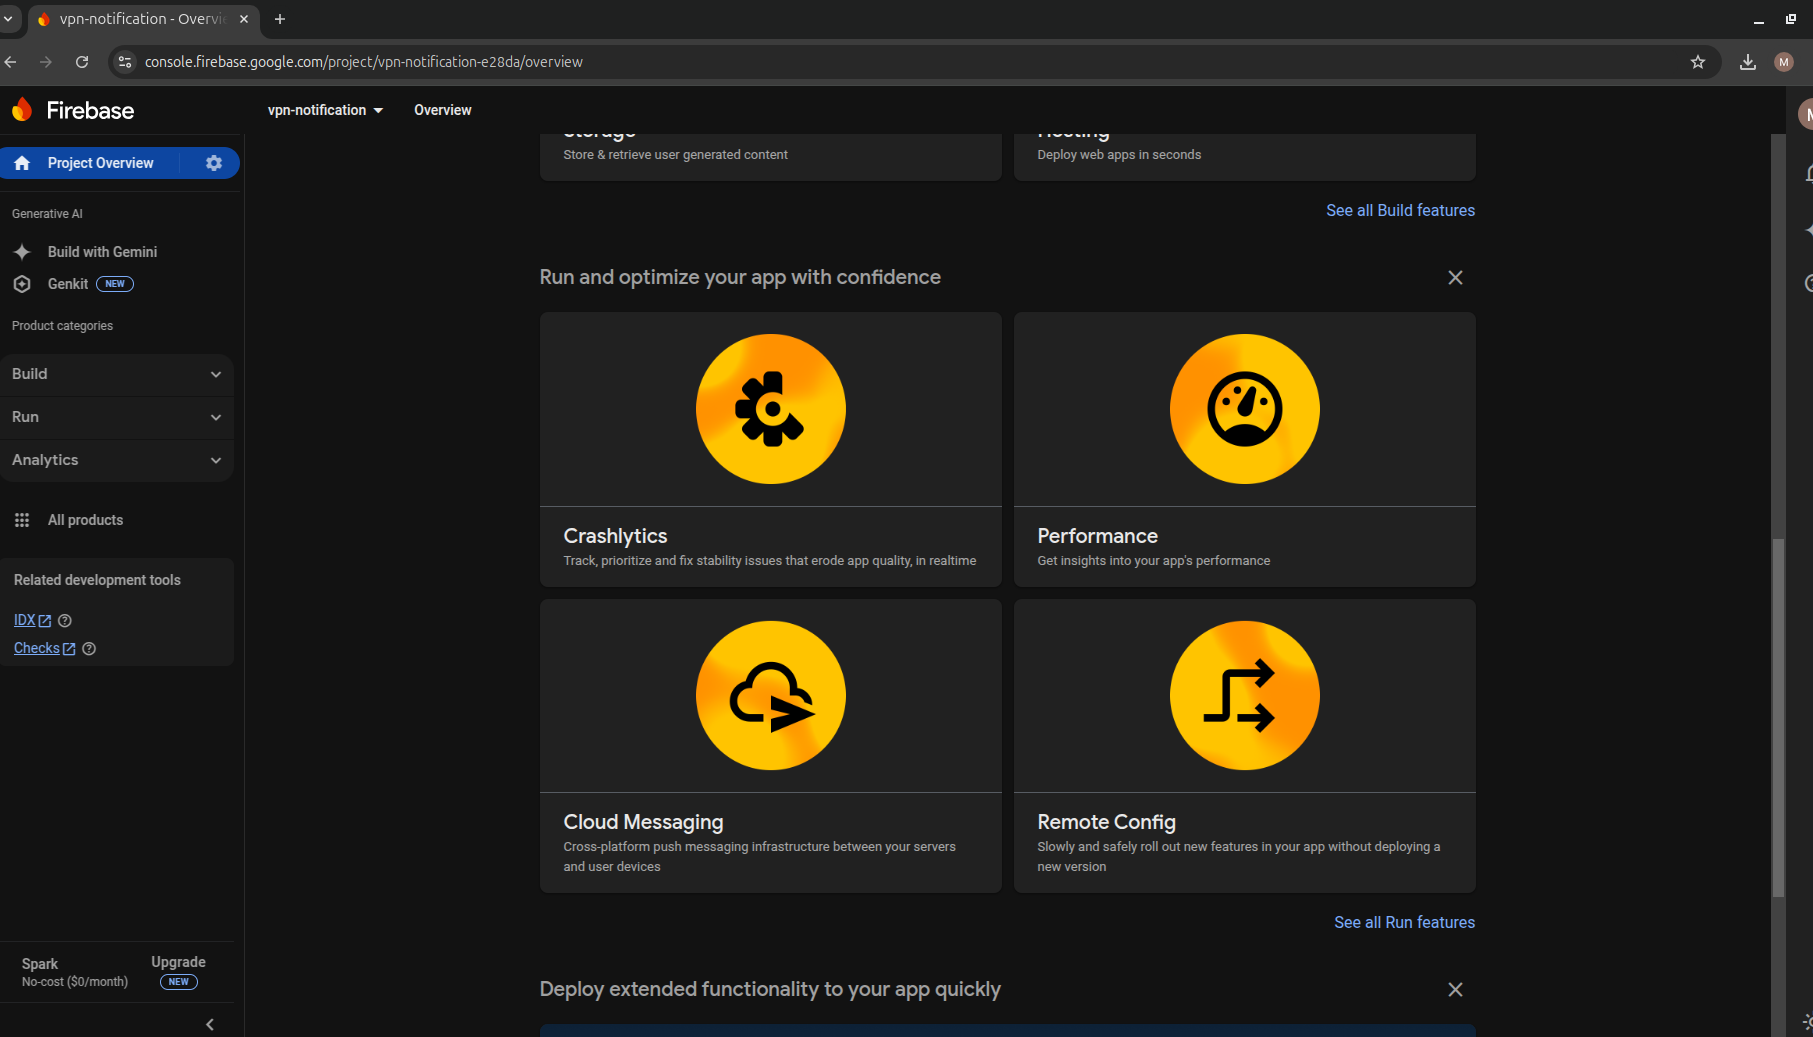 vpn-notification - Overvi
console.firebase.google.com/project/vpn-notification-e28da/overview
M
Firebase
vpn-notification
Overview
M
Project Overview
Generative AI
Build with Gemini
Genkit NEW
Product categories
Build
Run
Analytics
All products
Related development tools
IDX
Checks
Spark
No-cost ($0/month)
Upgrade
NEW
Storage
Store & retrieve user generated content
Hosting
Deploy web apps in seconds
See all Build features
Run and optimize your app with confidence
Crashlytics
Track, prioritize and fix stability issues that erode app quality, in realtime
Performance
Get insights into your app's performance
Cloud Messaging
Cross-platform push messaging infrastructure between your servers
and user devices
Remote Config
Slowly and safely roll out new features in your app without deploying a
new version
See all Run features
Deploy extended functionality to your app quickly